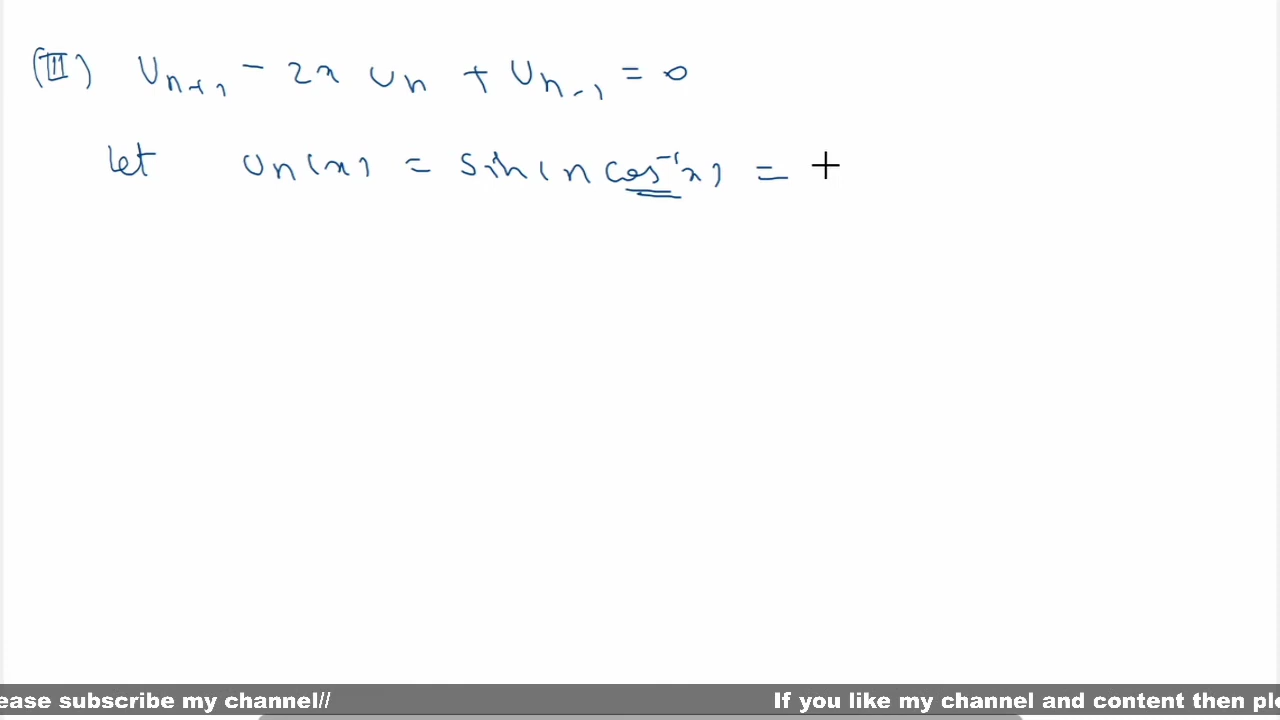 (II) Uₙ₊₁ - 2x Uₙ + Uₙ₋₁ = 0
let Uₙ(x) = sin(n cos⁻¹x) =
ease subscribe my channel// If you like my channel and content then ple